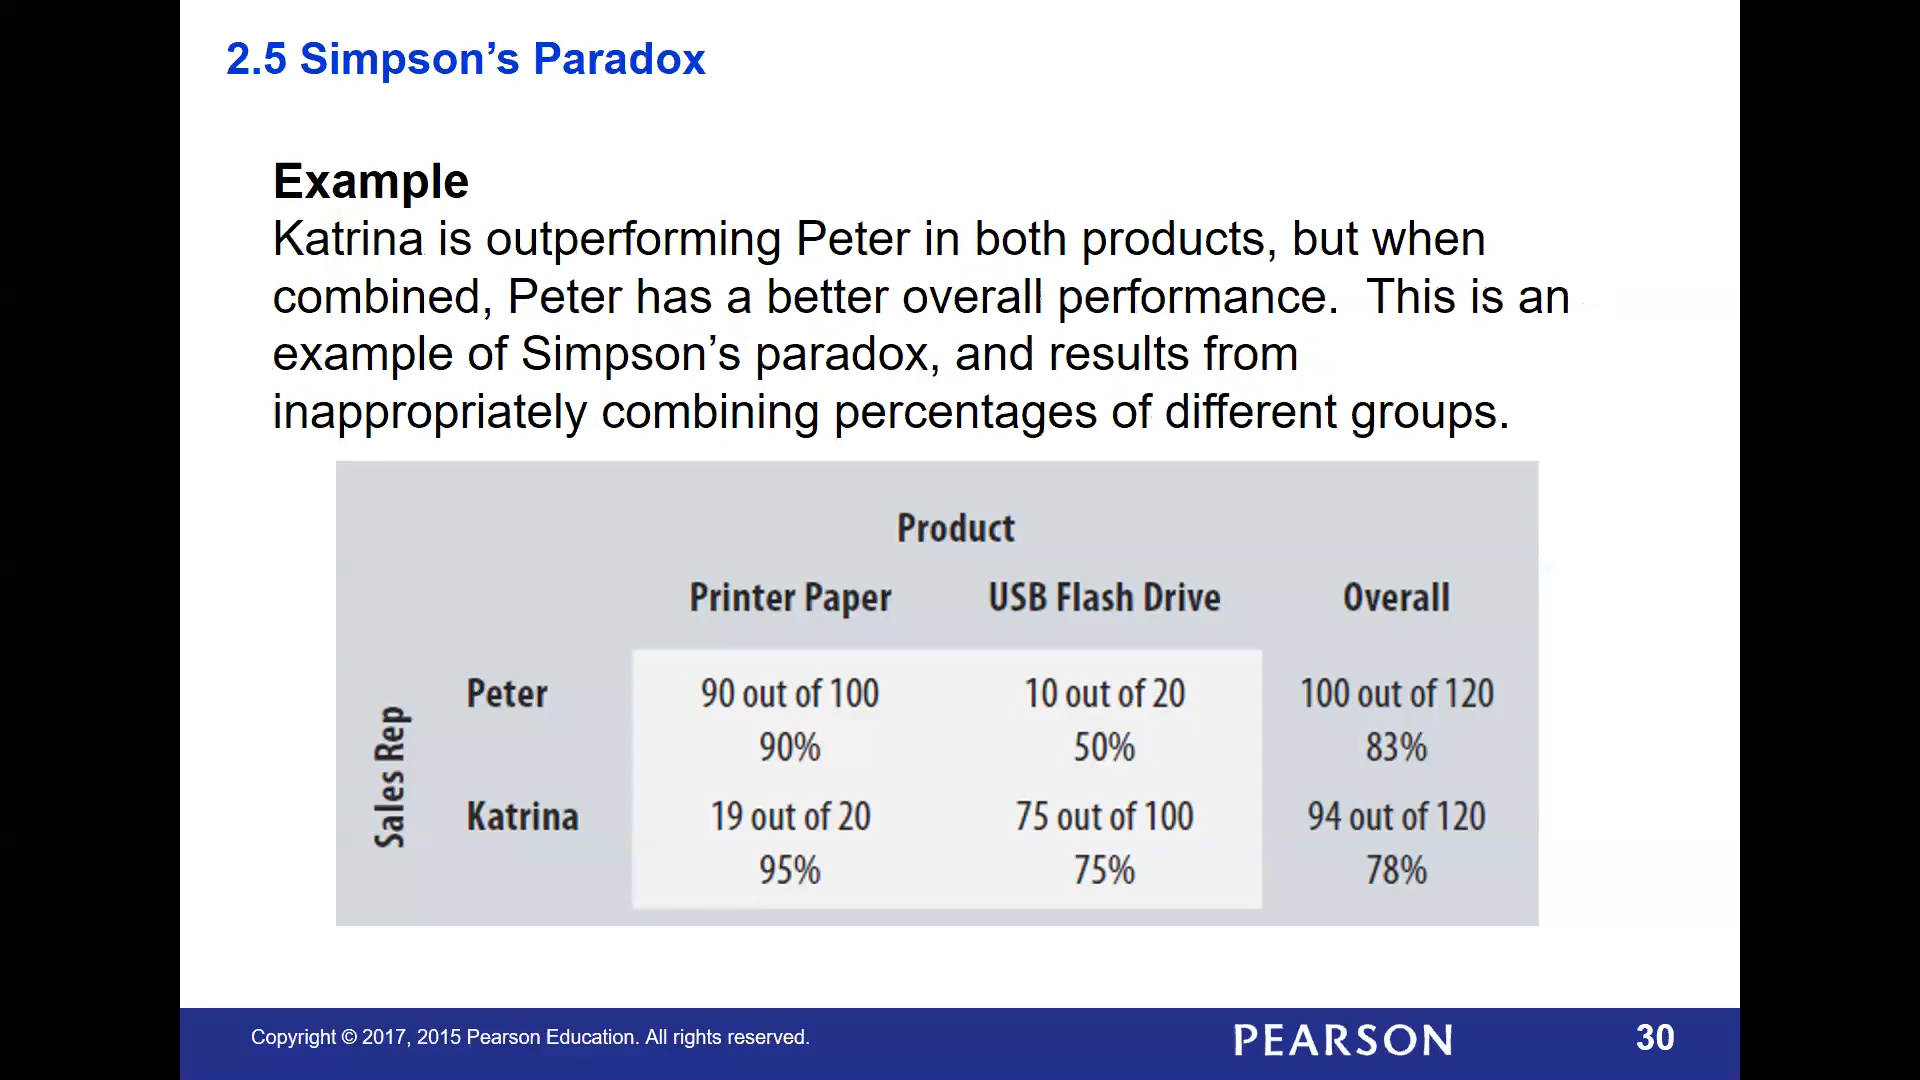 2.5 Simpson’s Paradox
Example
Katrina is outperforming Peter in both products, but when
combined, Peter has a better overall performance.  This is an
example of Simpson’s paradox, and results from
inappropriately combining percentages of different groups.
Product
Printer Paper USB Flash Drive Overall
Sales Rep
Peter 90 out of 100 10 out of 20 100 out of 120
90% 50% 83%
Katrina 19 out of 20 75 out of 100 94 out of 120
95% 75% 78%
Copyright © 2017, 2015 Pearson Education. All rights reserved. PEARSON 30